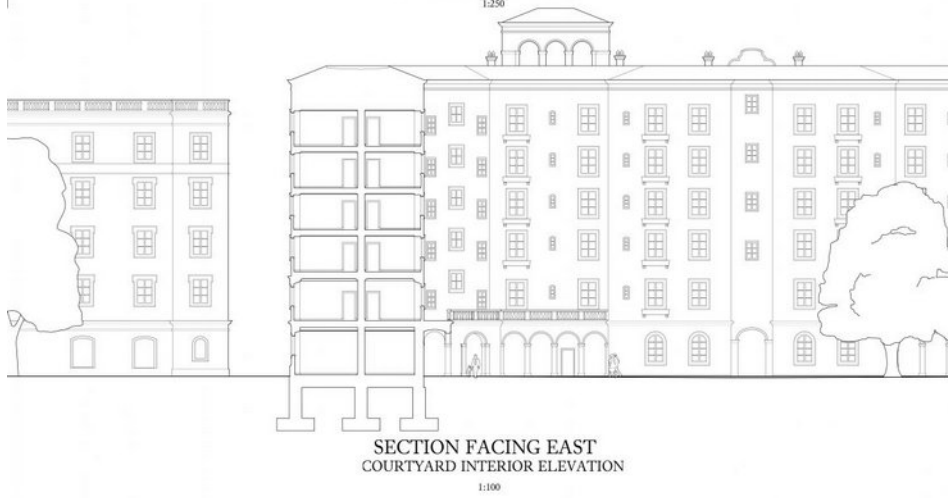 1:250
SECTION FACING EAST
COURTYARD INTERIOR ELEVATION
1:100